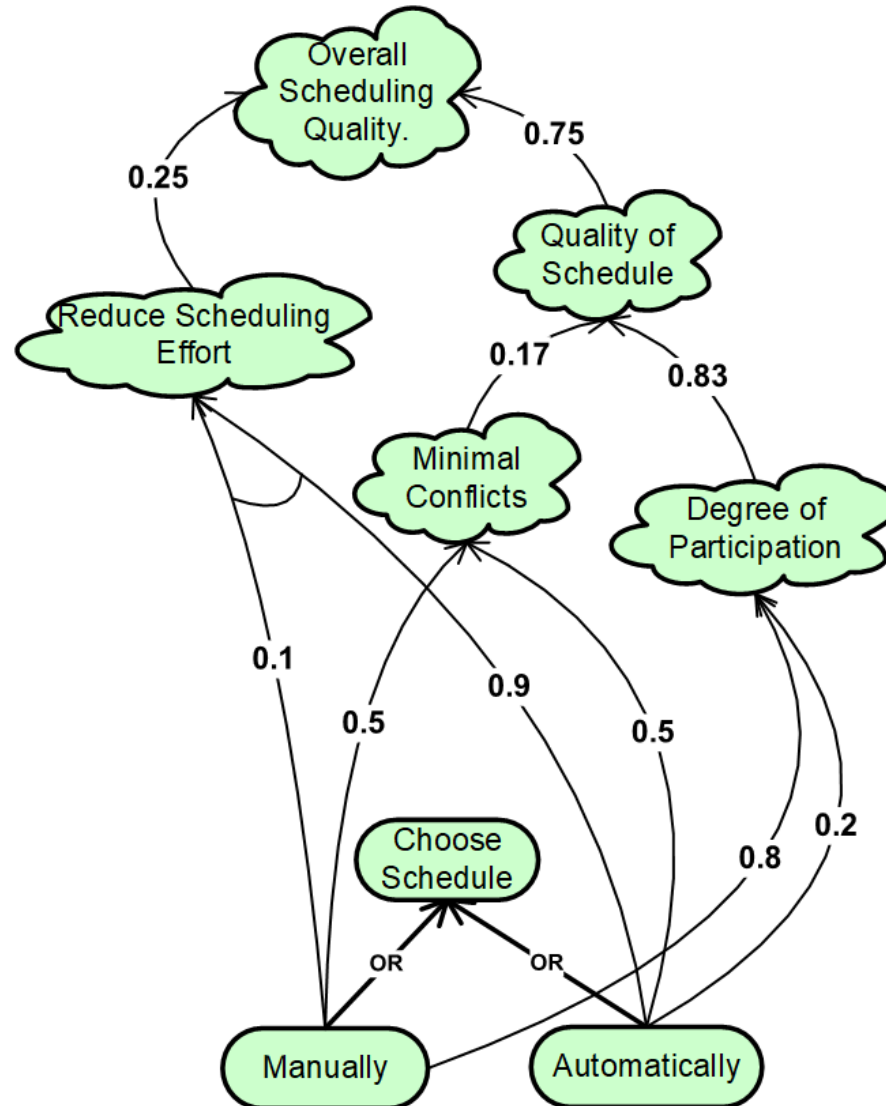 Overall
Scheduling
Quality.
0.75
0.25
Quality of
Schedule
Reduce Scheduling
Effort
0.17
0.83
Minimal
Conflicts
Degree of
Participation
0.1
0.9
0.5
0.5
0.2
0.8
Choose
Schedule
OR
OR
Manually
Automatically